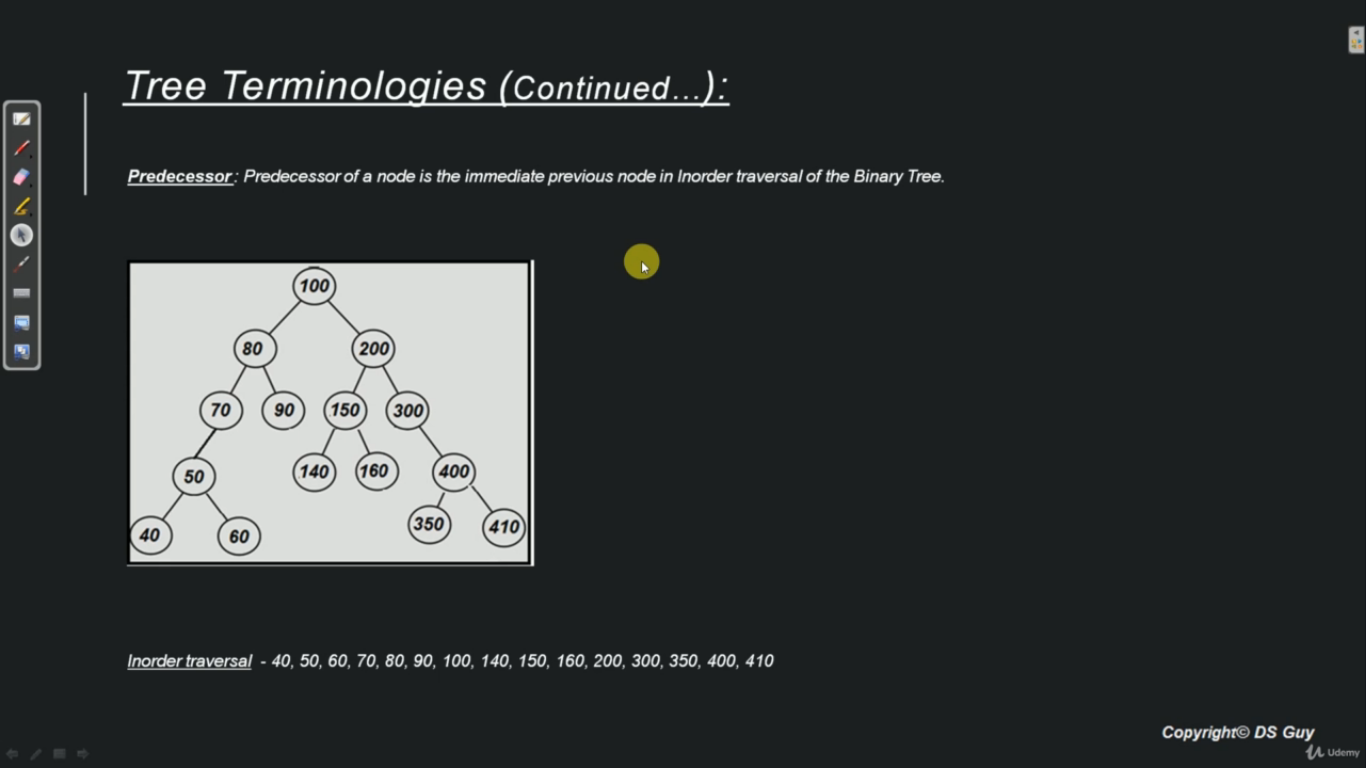 Tree Terminologies (Continued...):
Predecessor : Predecessor of a node is the immediate previous node in Inorder traversal of the Binary Tree.
100
80 200
70 90 150 300
50 140 160 400
40 60 350 410
Inorder traversal - 40, 50, 60, 70, 80, 90, 100, 140, 150, 160, 200, 300, 350, 400, 410
Copyright© DS Guy
Udemy